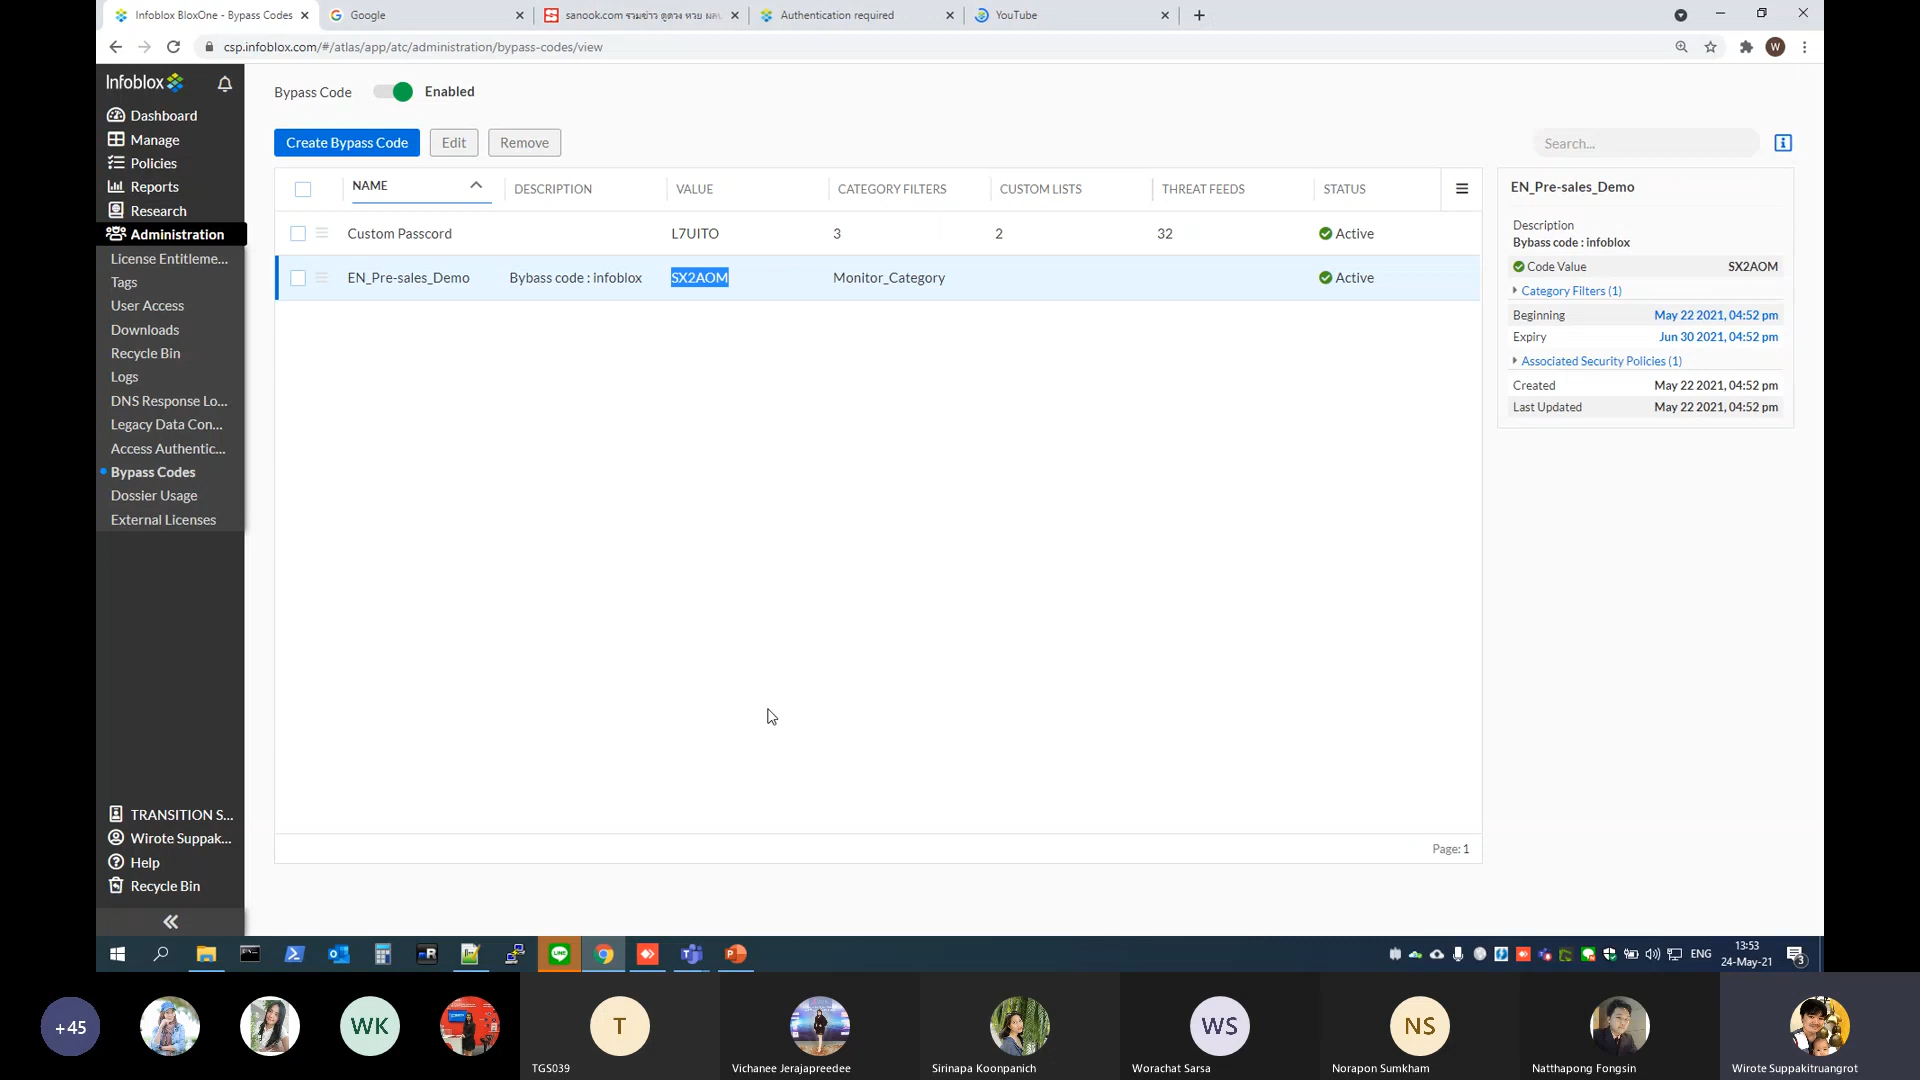 Infoblox BloxOne - Bypass Codes
Google
Authentication required
YouTube
csp.infoblox.com/#/atlas/app/atc/administration/bypass-codes/view
W
Infoblox
Dashboard
Manage
Policies
Reports
Research
Administration
License Entitleme...
Tags
User Access
Downloads
Recycle Bin
Logs
DNS Response Lo...
Legacy Data Con...
Access Authentic...
Bypass Codes
Dossier Usage
External Licenses
TRANSITION S...
Wirote Suppak...
Help
Recycle Bin
Bypass Code Enabled
Create Bypass Code Edit Remove
Search...
NAME DESCRIPTION VALUE CATEGORY FILTERS CUSTOM LISTS THREAT FEEDS STATUS
Custom Passcord L7UITO 3 2 32 Active
EN_Pre-sales_Demo Bybass code : infoblox SX2AOM Monitor_Category Active
Page: 1
EN_Pre-sales_Demo
Description
Bybass code : infoblox
Code Value SX2AOM
Category Filters (1)
Beginning May 22 2021, 04:52 pm
Expiry Jun 30 2021, 04:52 pm
Associated Security Policies (1)
Created May 22 2021, 04:52 pm
Last Updated May 22 2021, 04:52 pm
ENG
13:53
24-May-21
3
+45
WK
T
WS
NS
TGS039
Vichanee Jerajapreedee
Sirinapa Koonpanich
Worachat Sarsa
Norapon Sumkham
Natthapong Fongsin
Wirote Suppakitruangrot